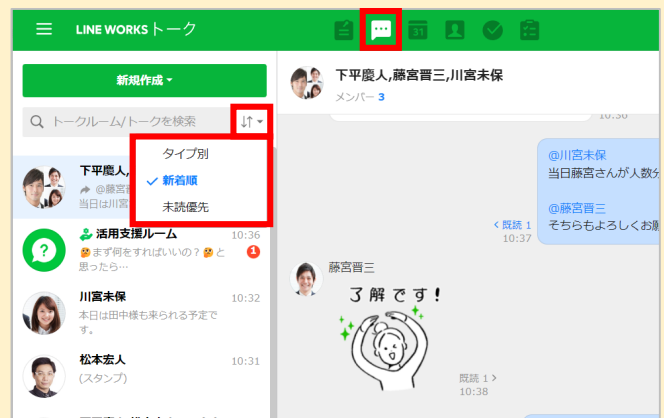 LINE WORKS トーク
31
新規作成
トークルーム/トークを検索
タイプ別
新着順
未読優先
下平慶人,
@藤宮
当日は川宮
活用支援ルーム 10:36
まず何をすればいいの？と 1
思ったら…
川宮未保 10:32
本日は田中様も来られる予定で
す。
松本宏人 10:31
(スタンプ)
下平慶人,藤宮晋三,川宮未保
メンバー 3
10:36
@川宮未保
当日藤宮さんが人数分
@藤宮晋三
そちらもよろしくお願
既読 1
10:37
藤宮晋三
了解です!
既読 1
10:38